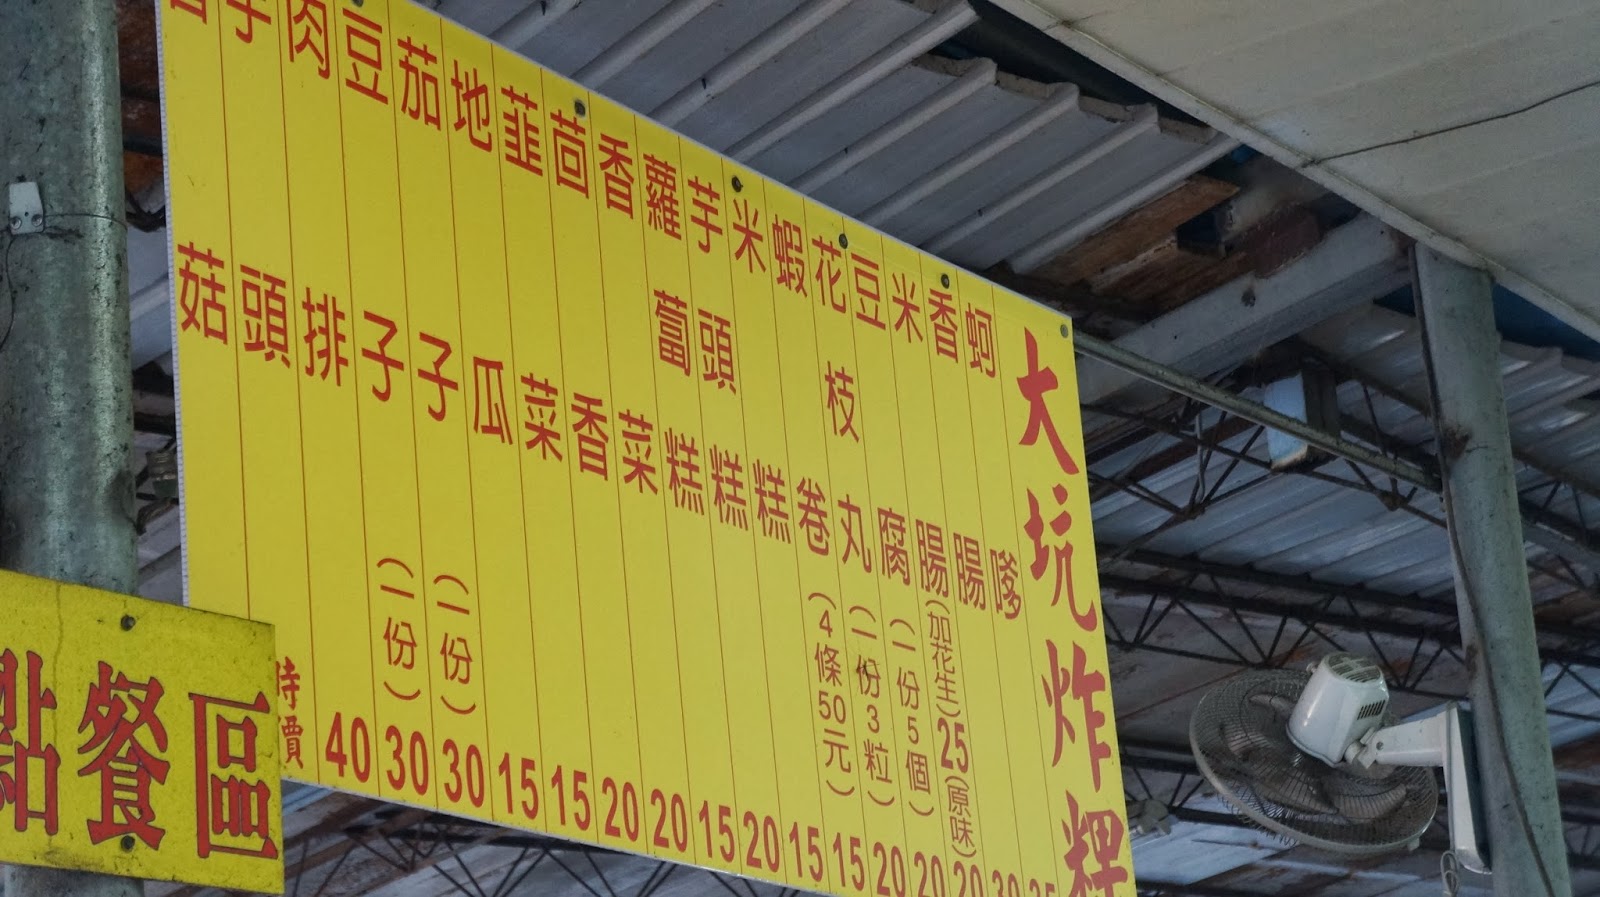 大坑炸粿
蚵嗲
香腸 30
米腸(加花生)25(原味)20
豆腐(一份5個)20
花枝丸(一份3粒)20
蝦卷(4條50元)15
米糕 15
芋頭糕 20
蘿蔔糕 15
香菜 20
茴香 20
韮菜 15
地瓜 15
茄子(一份)30
豆子(一份)30
肉排 40
芋頭 時價
香菇
點餐區